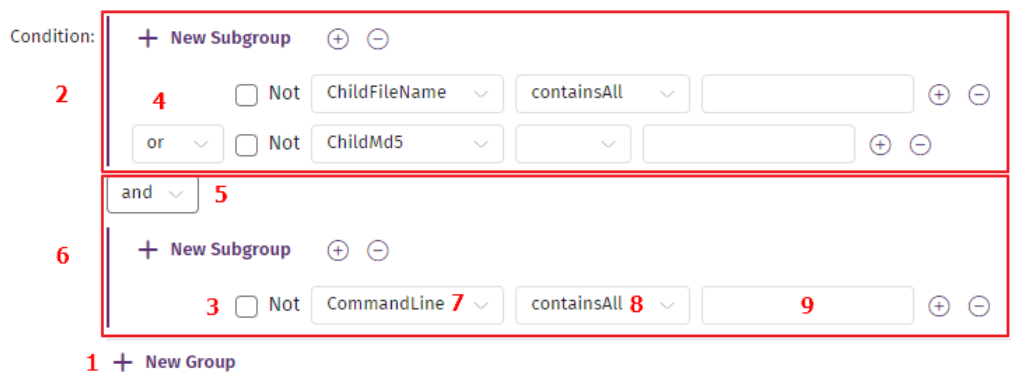 Condition: + New Subgroup
2 4 Not ChildFileName containsAll
or Not ChildMd5
and 5
6 + New Subgroup
3 Not CommandLine 7 containsAll 8 9
1 + New Group